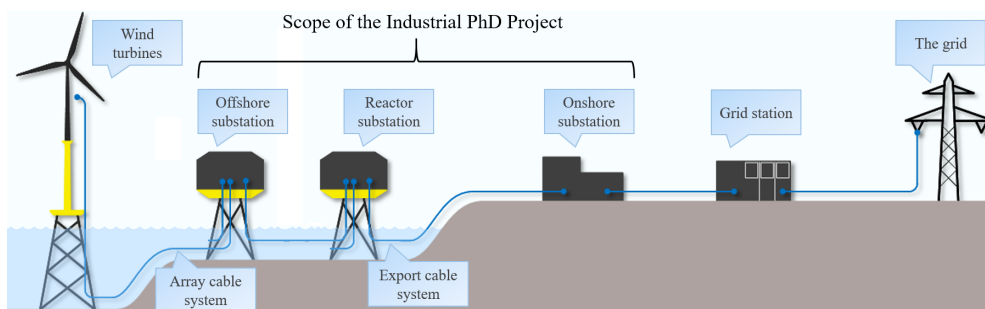 Scope of the Industrial PhD Project
Wind
turbines
The grid
Offshore
substation
Reactor
substation
Onshore
substation
Grid station
Array cable
system
Export cable
system